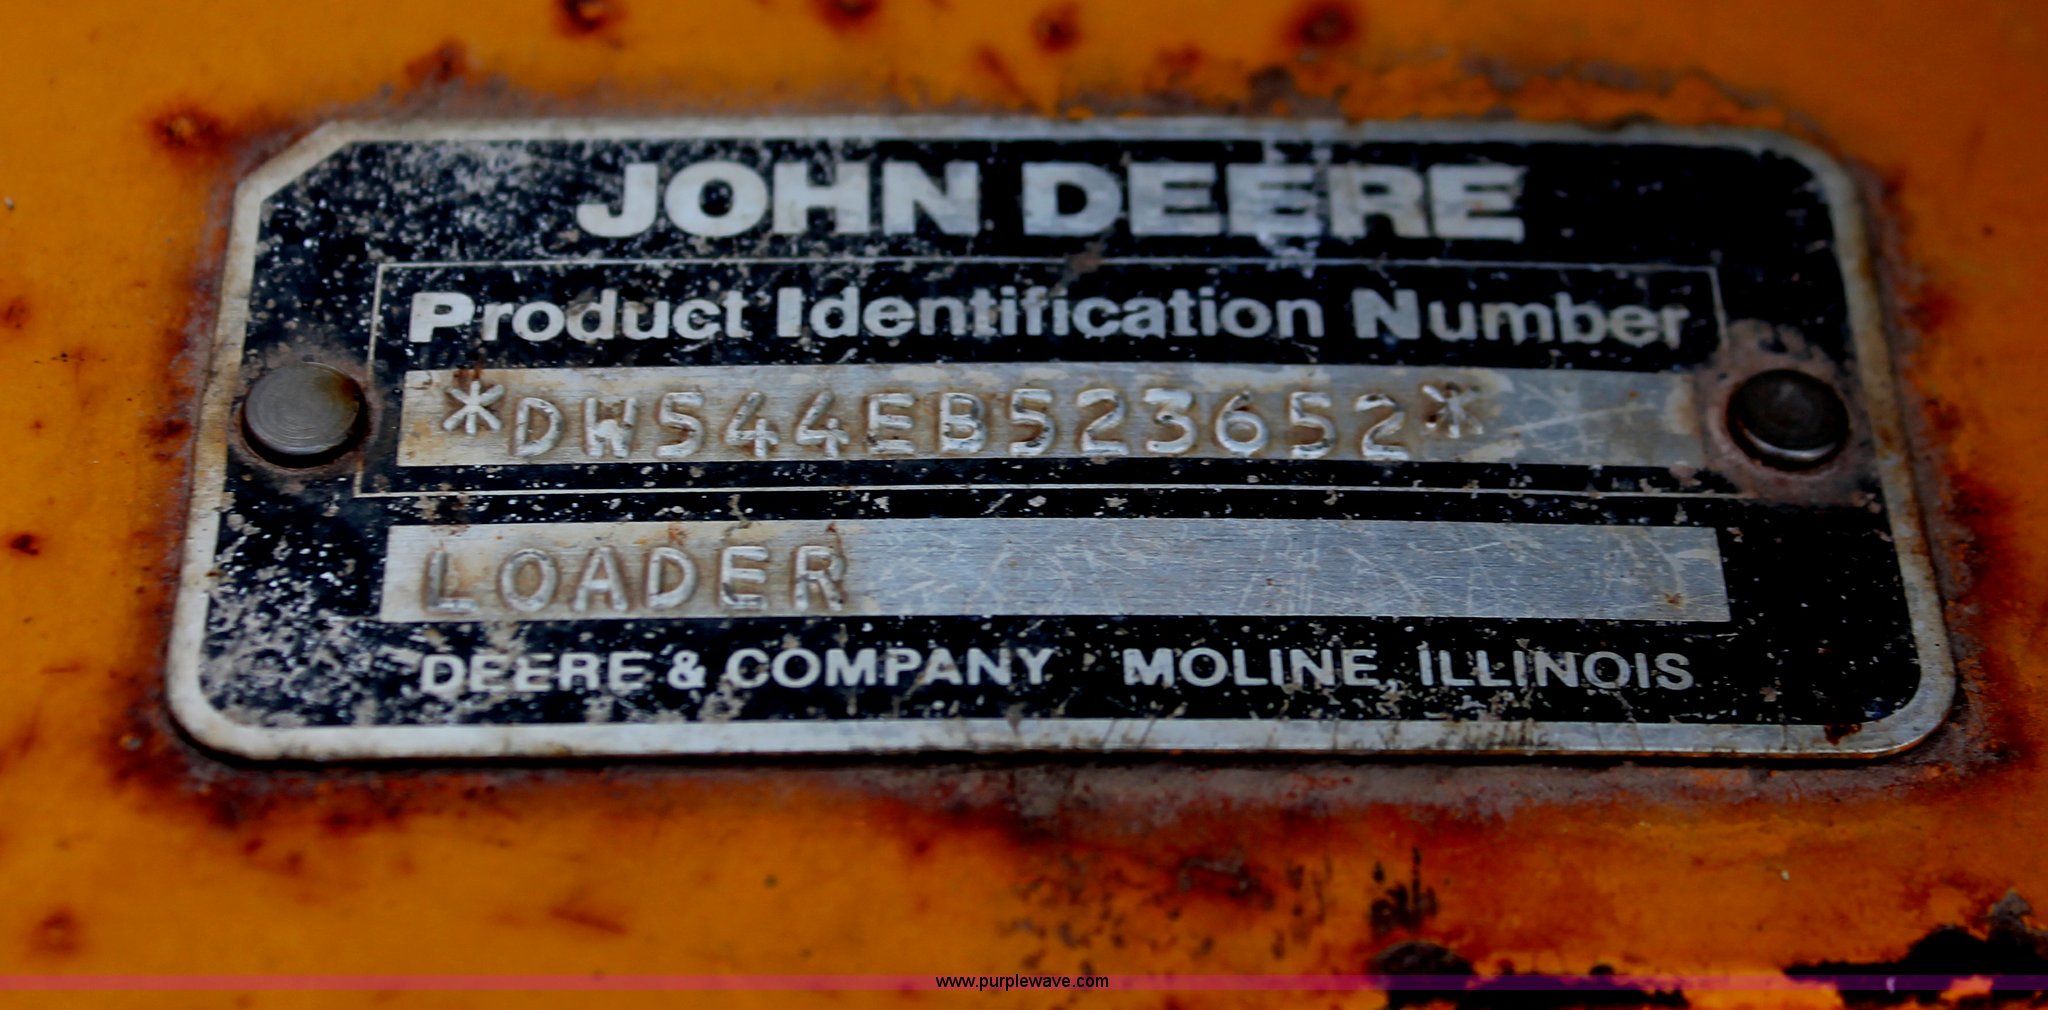 JOHN DEERE
Product Identification Number
*DW544EB523652*
LOADER
DEERE & COMPANY MOLINE, ILLINOIS
www.purplewave.com